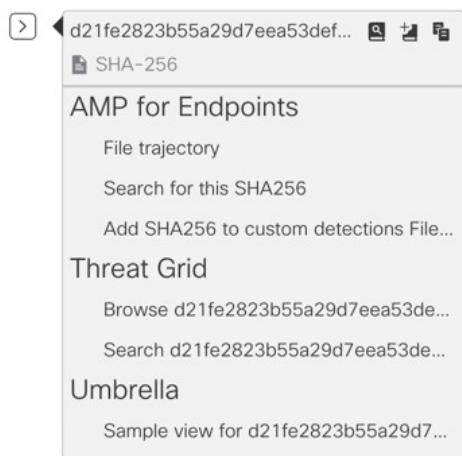 d21fe2823b55a29d7eea53def...
SHA-256
AMP for Endpoints
File trajectory
Search for this SHA256
Add SHA256 to custom detections File...
Threat Grid
Browse d21fe2823b55a29d7eea53de...
Search d21fe2823b55a29d7eea53de...
Umbrella
Sample view for d21fe2823b55a29d7...